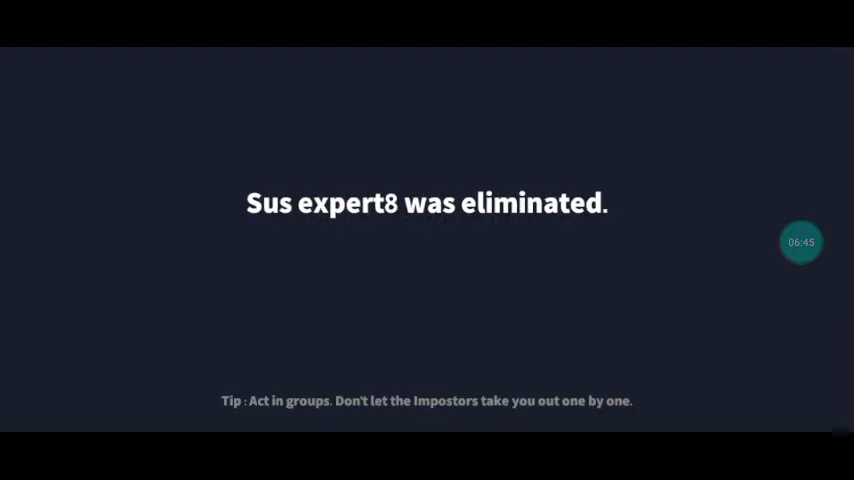 Sus expert8 was eliminated.
06:45
Tip : Act in groups. Don't let the Impostors take you out one by one.